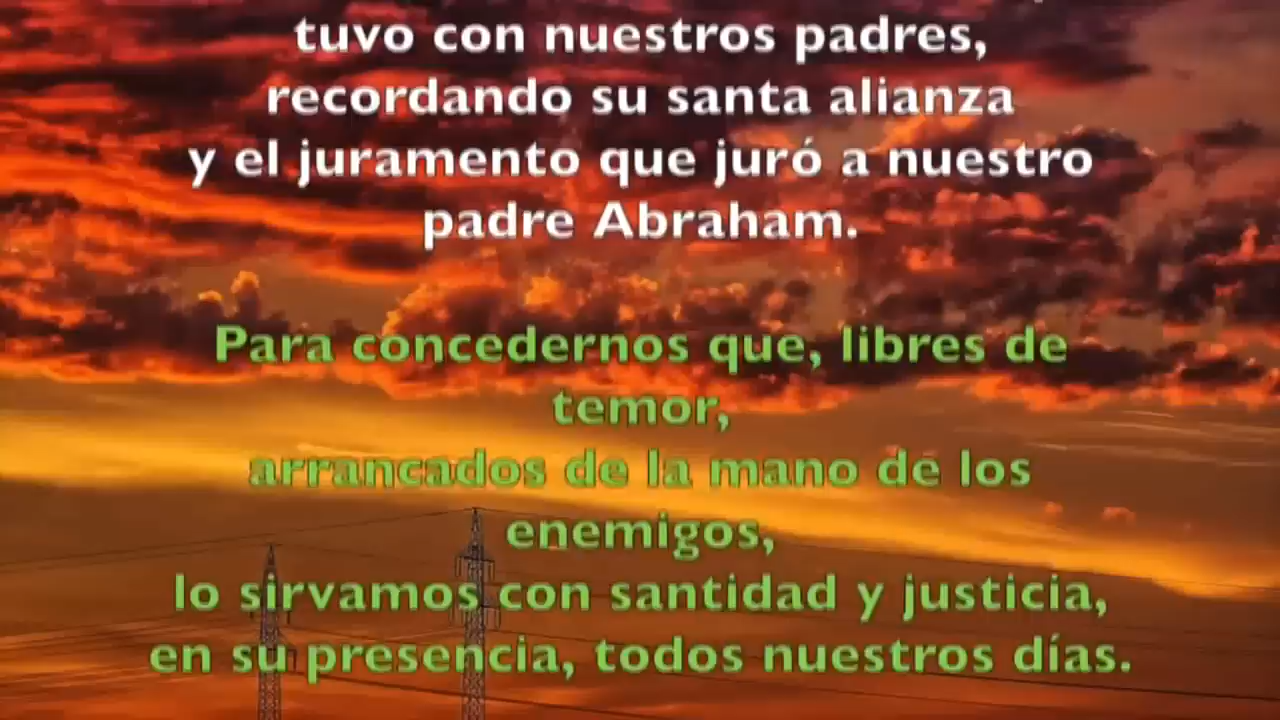 tuvo con nuestros padres,
recordando su santa alianza
y el juramento que juró a nuestro
padre Abraham.
Para concedernos que, libres de
temor,
arrancados de la mano de los
enemigos,
lo sirvamos con santidad y justicia,
en su presencia, todos nuestros días.